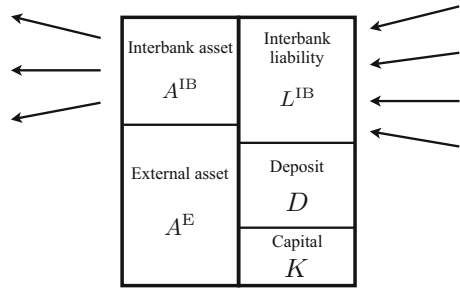 Interbank asset
A^IB
External asset
A^E
Interbank
liability
L^IB
Deposit
D
Capital
K